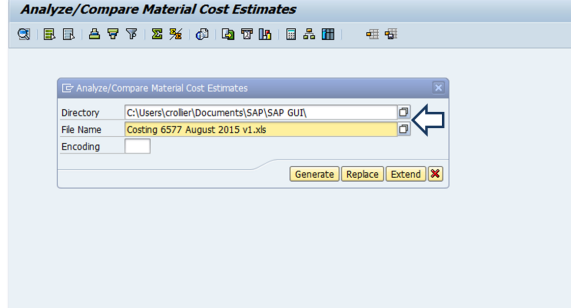 Analyze/Compare Material Cost Estimates
Analyze/Compare Material Cost Estimates
Directory C:\Users\crollier\Documents\SAP\SAP GUI\
File Name Costing 6577 August 2015 v1.xls
Encoding
Generate Replace Extend